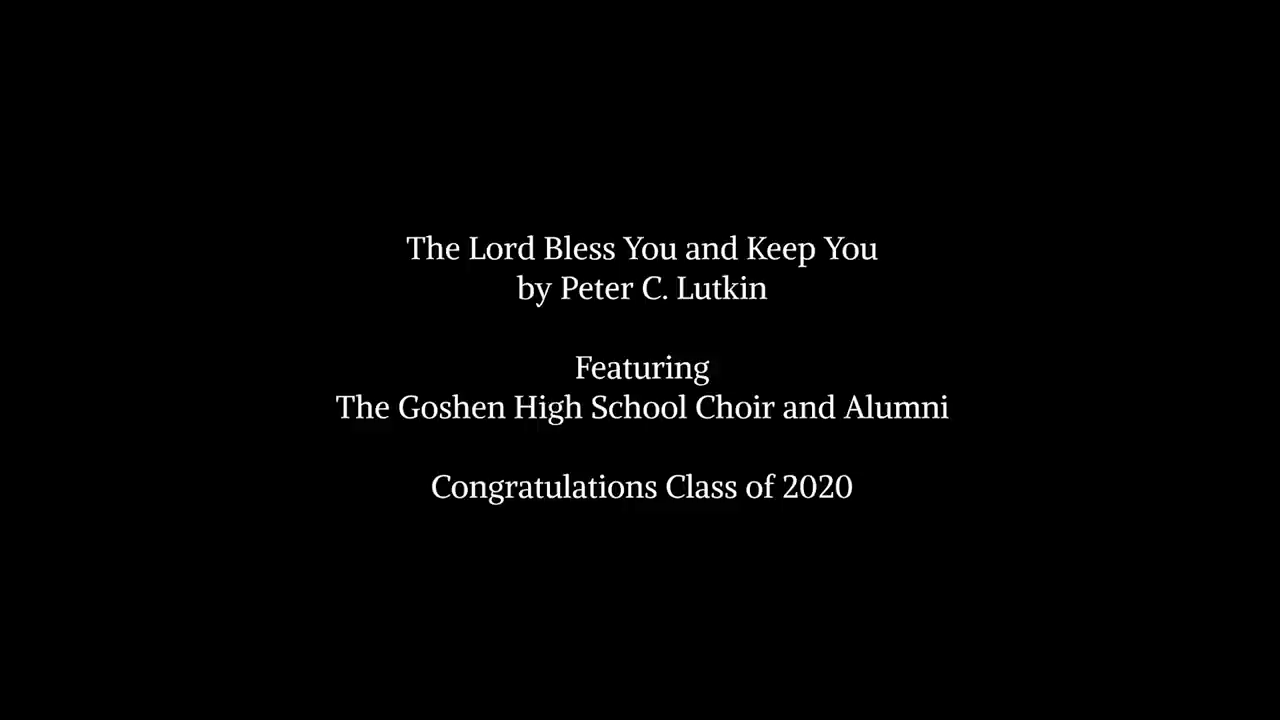 The Lord Bless You and Keep You
by Peter C. Lutkin
Featuring
The Goshen High School Choir and Alumni
Congratulations Class of 2020